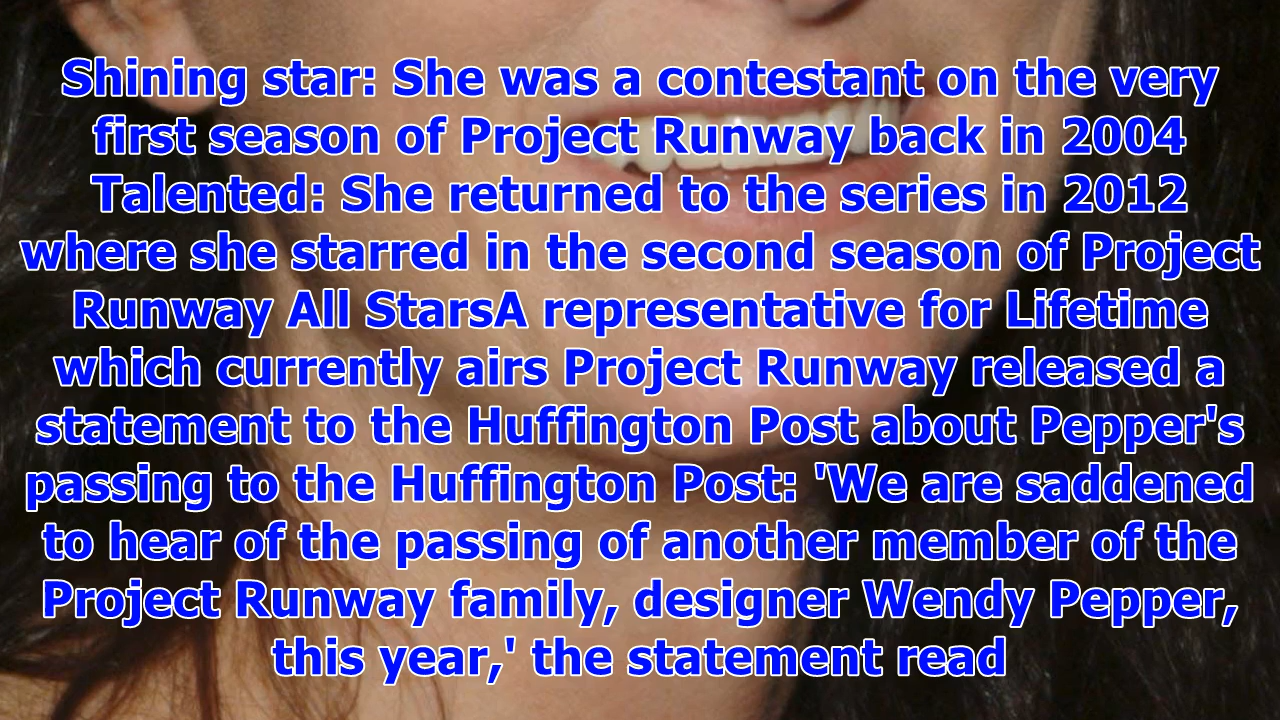 Shining star: She was a contestant on the very
first season of Project Runway back in 2004
Talented: She returned to the series in 2012
where she starred in the second season of Project
Runway All StarsA representative for Lifetime
which currently airs Project Runway released a
statement to the Huffington Post about Pepper's
passing to the Huffington Post: 'We are saddened
to hear of the passing of another member of the
Project Runway family, designer Wendy Pepper,
this year,' the statement read